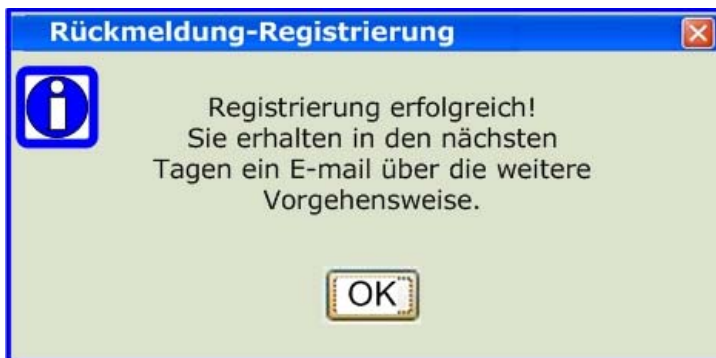 Rückmeldung-Registrierung
Registrierung erfolgreich!
Sie erhalten in den nächsten
Tagen ein E-mail über die weitere
Vorgehensweise.
OK